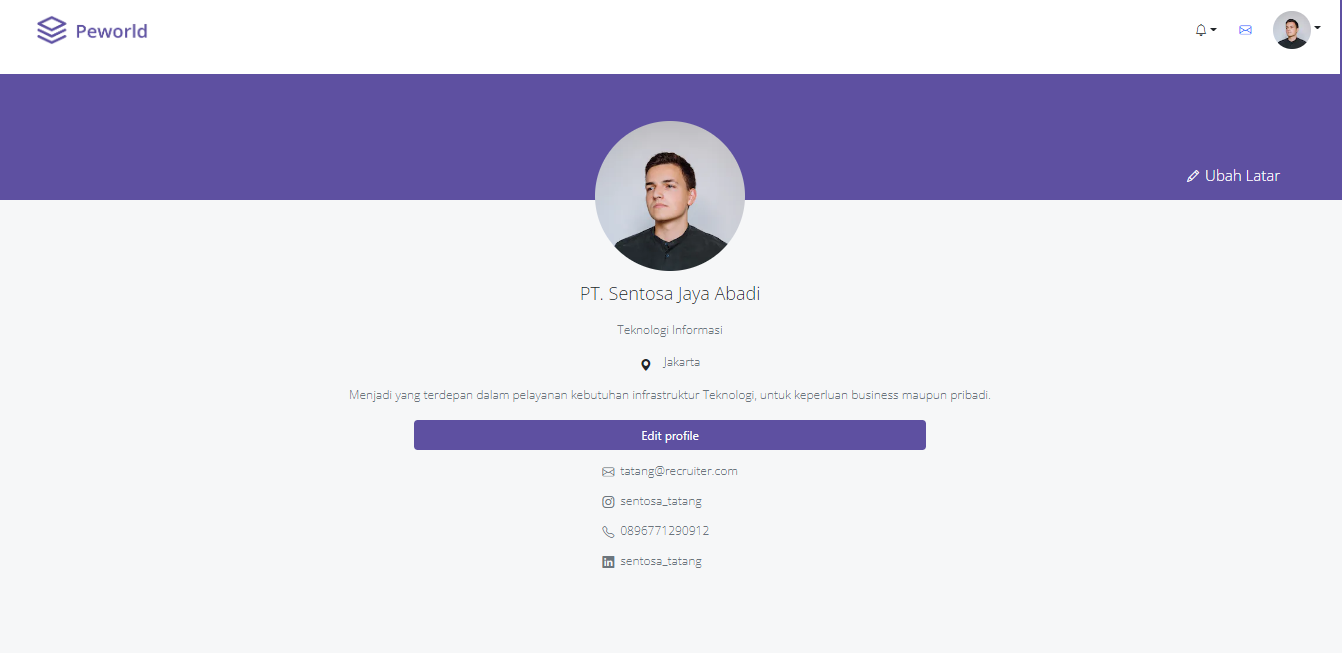 Peworld
Ubah Latar
PT. Sentosa Jaya Abadi
Teknologi Informasi
Jakarta
Menjadi yang terdepan dalam pelayanan kebutuhan infrastruktur Teknologi, untuk keperluan business maupun pribadi.
Edit profile
tatang@recruiter.com
sentosa_tatang
0896771290912
sentosa_tatang